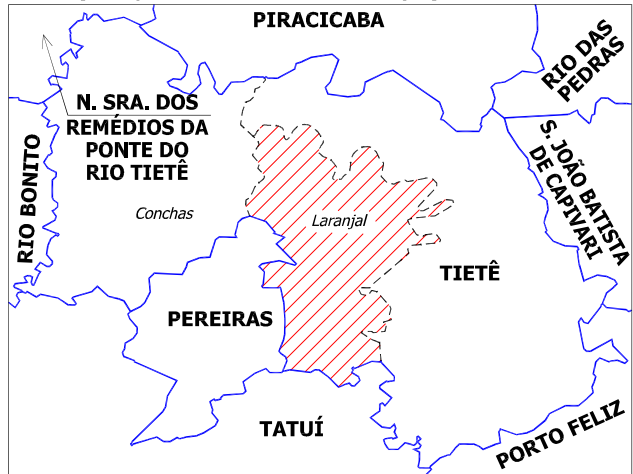 PIRACICABA
RIO DAS
PEDRAS
N. SRA. DOS
REMÉDIOS DA
PONTE DO
RIO TIETÊ
S. JOÃO BATISTA
DE CAPIVARI
RIO BONITO
Conchas
Laranjal
TIETÊ
PEREIRAS
TATUÍ
PORTO FELIZ